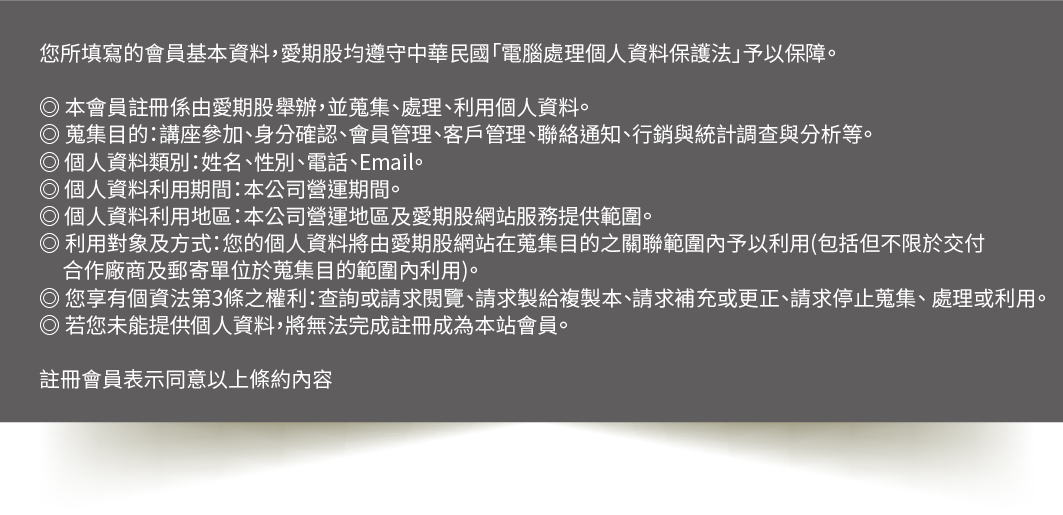 您所填寫的會員基本資料，愛期股均遵守中華民國「電腦處理個人資料保護法」予以保障。
◎ 本會員註冊係由愛期股舉辦，並蒐集、處理、利用個人資料。
◎ 蒐集目的：講座參加、身分確認、會員管理、客戶管理、聯絡通知、行銷與統計調查與分析等。
◎ 個人資料類別：姓名、性別、電話、Email。
◎ 個人資料利用期間：本公司營運期間。
◎ 個人資料利用地區：本公司營運地區及愛期股網站服務提供範圍。
◎ 利用對象及方式：您的個人資料將由愛期股網站在蒐集目的之關聯範圍內予以利用(包括但不限於交付
合作廠商及郵寄單位於蒐集目的範圍內利用)。
◎ 您享有個資法第3條之權利：查詢或請求閱覽、請求製給複製本、請求補充或更正、請求停止蒐集、 處理或利用。
◎ 若您未能提供個人資料，將無法完成註冊成為本站會員。
註冊會員表示同意以上條約內容